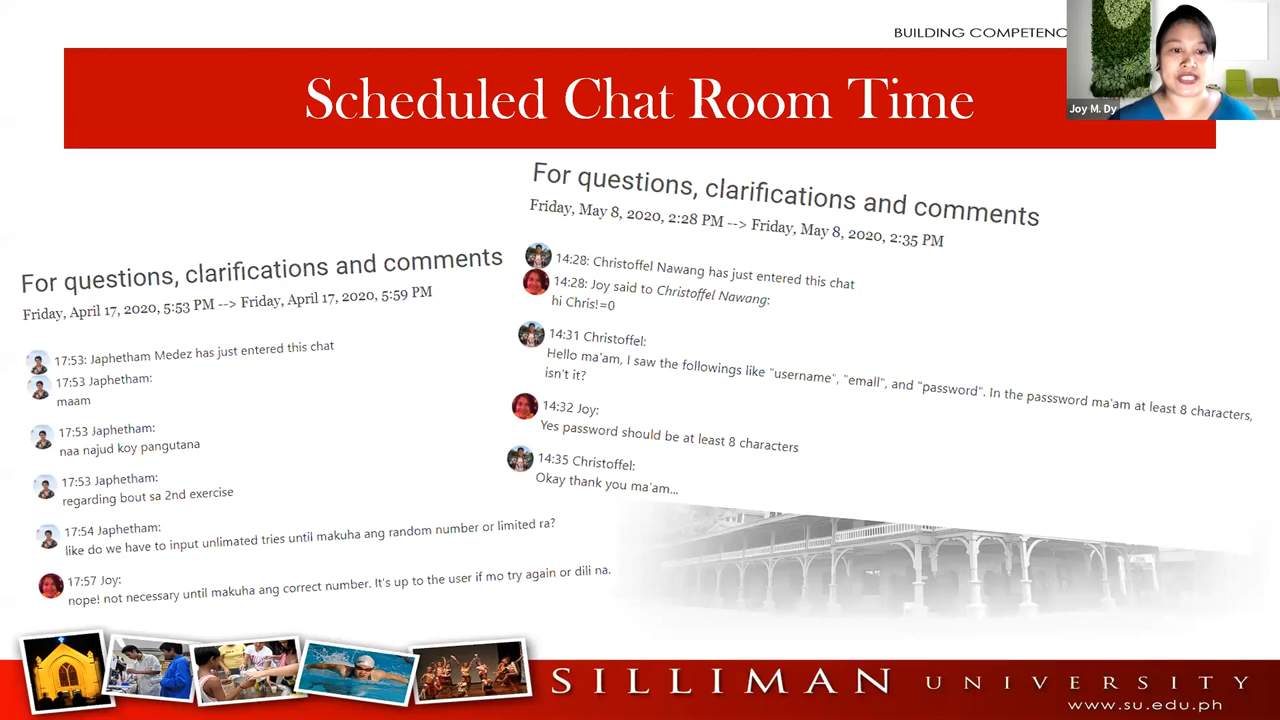 BUILDING COMPETENC
Scheduled Chat Room Time
Joy M. Dy
For questions, clarifications and comments
Friday, April 17, 2020, 5:53 PM --> Friday, April 17, 2020, 5:59 PM
17:53: Japhetham Medez has just entered this chat
17:53 Japhetham:
maam
17:53 Japhetham:
naa najud koy pangutana
17:53 Japhetham:
regarding bout sa 2nd exercise
17:54 Japhetham:
like do we have to input unlimated tries until makuha ang random number or limited ra?
17:57 Joy:
nope! not necessary until makuha ang correct number. It's up to the user if mo try again or dili na.
For questions, clarifications and comments
Friday, May 8, 2020, 2:28 PM --> Friday, May 8, 2020, 2:35 PM
14:28: Christoffel Nawang has just entered this chat
14:28: Joy said to Christoffel Nawang:
hi Chris!=0
14:31 Christoffel:
Hello ma'am, I saw the followings like "username", "emall", and "password". In the passsword ma'am at least 8 characters,
isn't it?
14:32 Joy:
Yes password should be at least 8 characters
14:35 Christoffel:
Okay thank you ma'am...
SILLIMAN UNIVERSITY
www.su.edu.ph